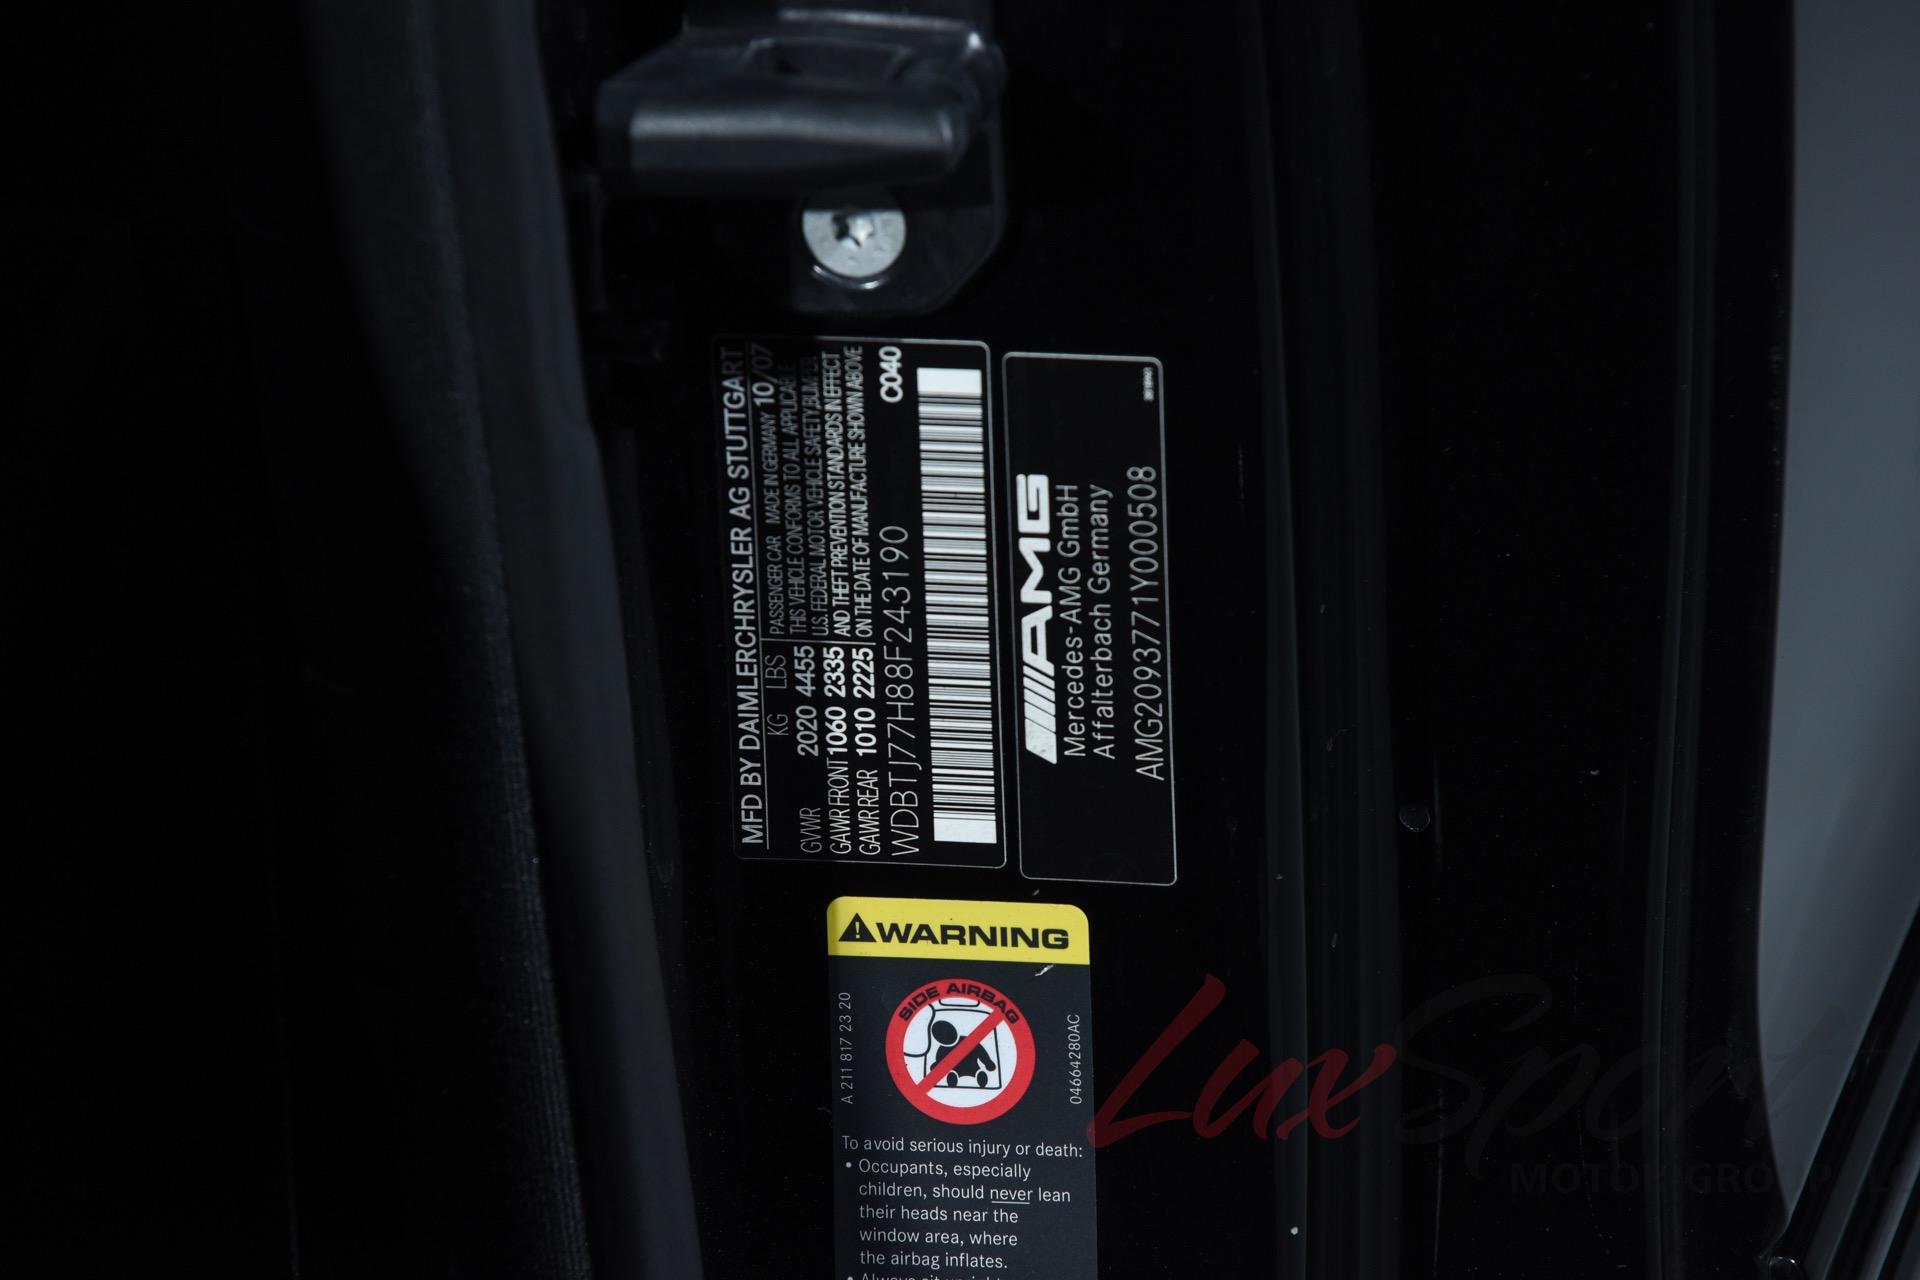 MFD BY DAIMLERCHRYSLER AG STUTTGART
KG LBS PASSENGER CAR MADE IN GERMANY 10/07
THIS VEHICLE CONFORMS TO ALL APPLICABLE
GVWR 2020 4455 U.S. FEDERAL MOTOR VEHICLE SAFETY, BUMPER
GAWR FRONT 1060 2335 AND THEFT PREVENTION STANDARDS IN EFFECT
GAWR REAR 1010 2225 ON THE DATE OF MANUFACTURE SHOWN ABOVE
WDBTJ77H88F243190 C040
AMG
Mercedes-AMG GmbH
Affalterbach Germany
AMG2093771Y000508
WARNING
SIDE AIRBAG
A 211 817 23 20
04664280AC
To avoid serious injury or death:
• Occupants, especially
children, should never lean
their heads near the
window area, where
the airbag inflates.
• Always sit upright
LuxSport
MOTOR GROUP